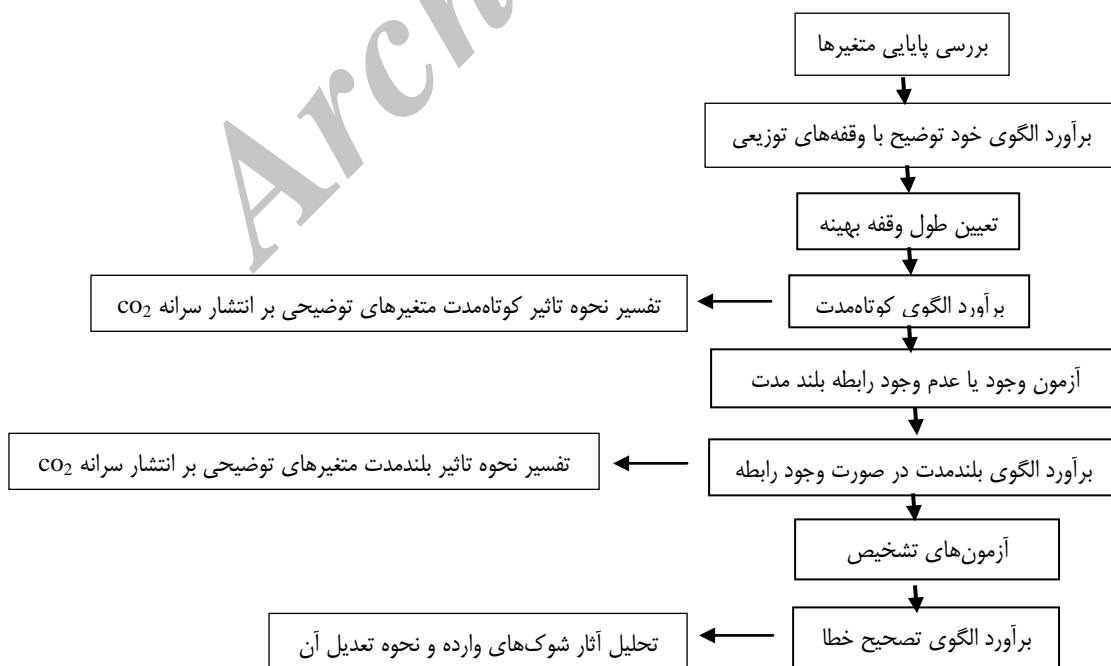 بررسی پایایی متغیرها
برآورد الگوی خود توضیح با وقفه‌های توزیعی
تعیین طول وقفه بهینه
برآورد الگوی کوتاه‌مدت
تفسیر نحوه تاثیر کوتاه‌مدت متغیرهای توضیحی بر انتشار سرانه co₂
آزمون وجود یا عدم وجود رابطه بلند مدت
برآورد الگوی بلندمدت در صورت وجود رابطه
تفسیر نحوه تاثیر بلندمدت متغیرهای توضیحی بر انتشار سرانه co₂
آزمون‌های تشخیص
برآورد الگوی تصحیح خطا
تحلیل آثار شوک‌های وارده و نحوه تعدیل آن
Arch